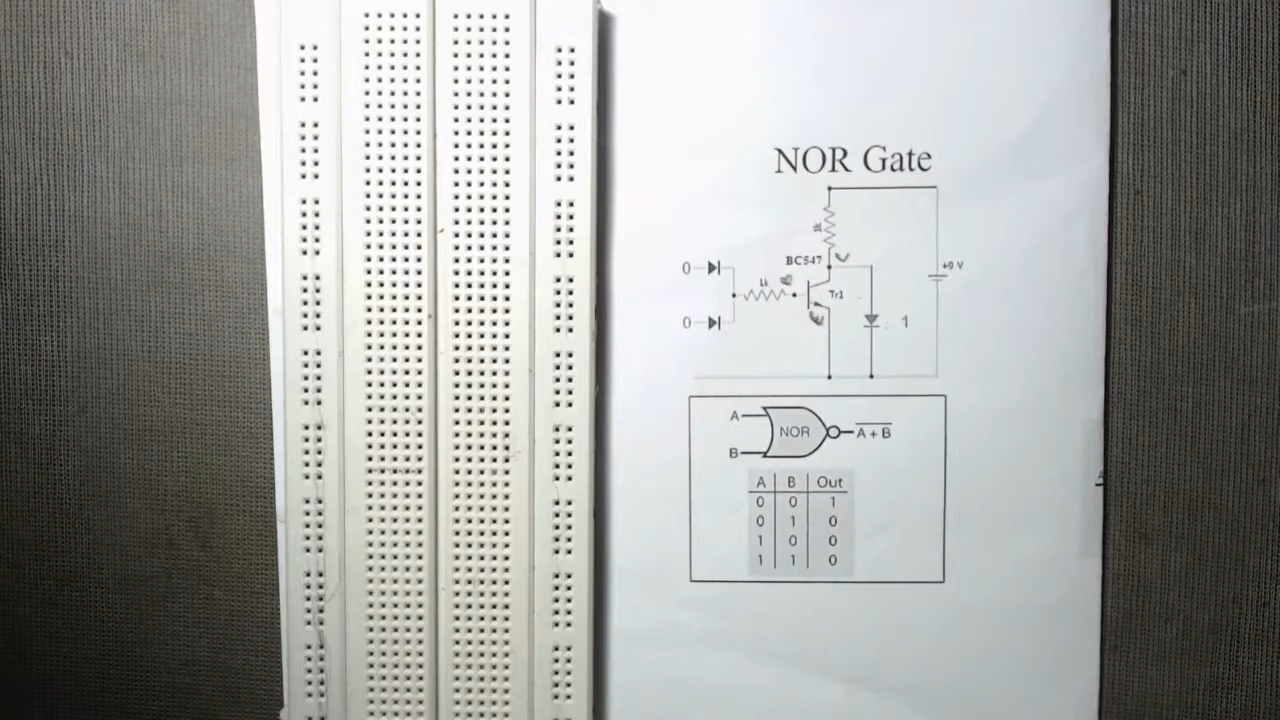 NOR Gate
1k
BC547
C
0
+9 V
1k
B
Tr1
E
0
1
A
NOR
A + B
B
A B Out
0 0 1
0 1 0
1 0 0
1 1 0